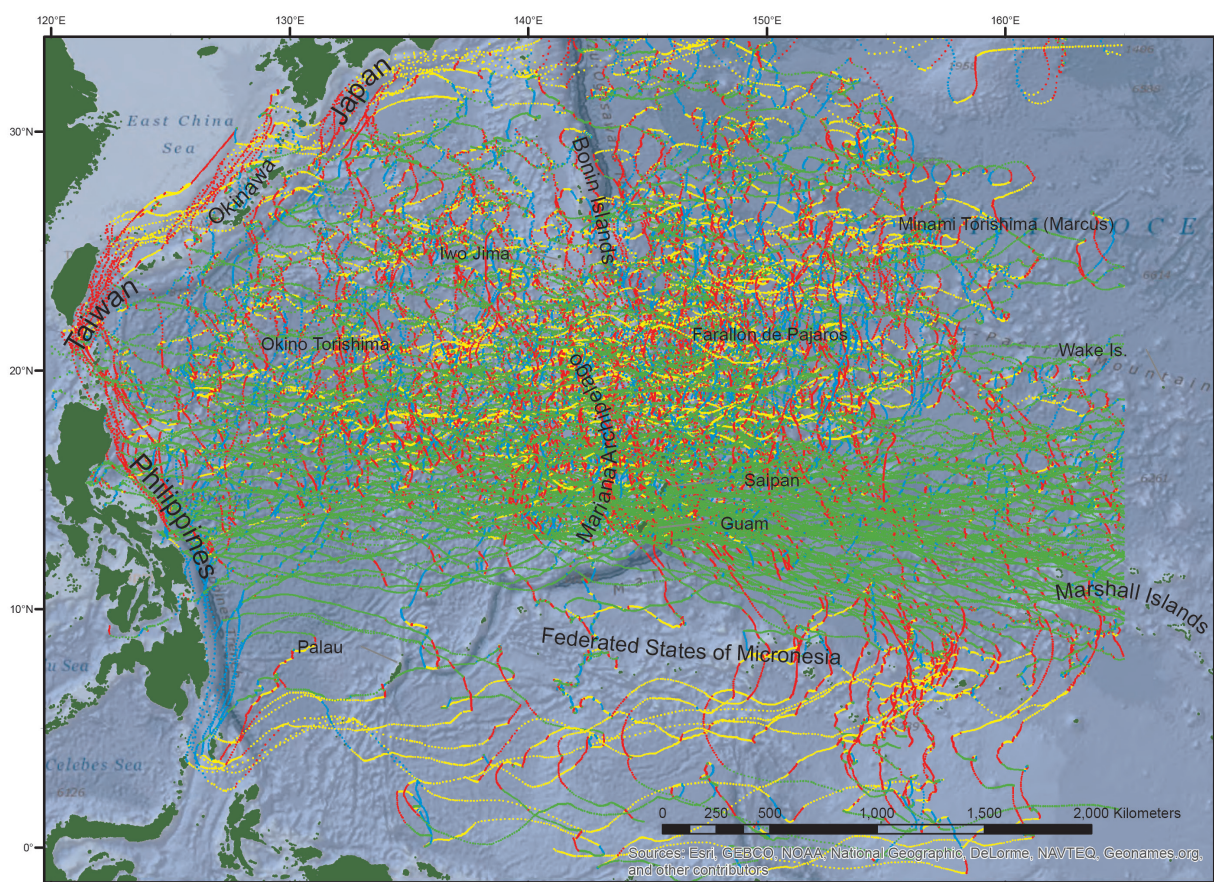 120°E 130°E 140°E 150°E 160°E
30°N
20°N
10°N
0°
East China
Sea
Japan
Okinawa
Taiwan
Philippines
Bonin Islands
Iwo Jima
Minami Torishima (Marcus)
O C E
Okino Torishima
Farallon de Pajaros
Wake Is.
Mariana Archipelago
Saipan
Guam
Marshall Islands
Palau
Federated States of Micronesia
u Sea
Celebes Sea
6126
0 250 500 1,000 1,500 2,000 Kilometers
Sources: Esri, GEBCO, NOAA, National Geographic, DeLorme, NAVTEQ, Geonames.org,
and other contributors